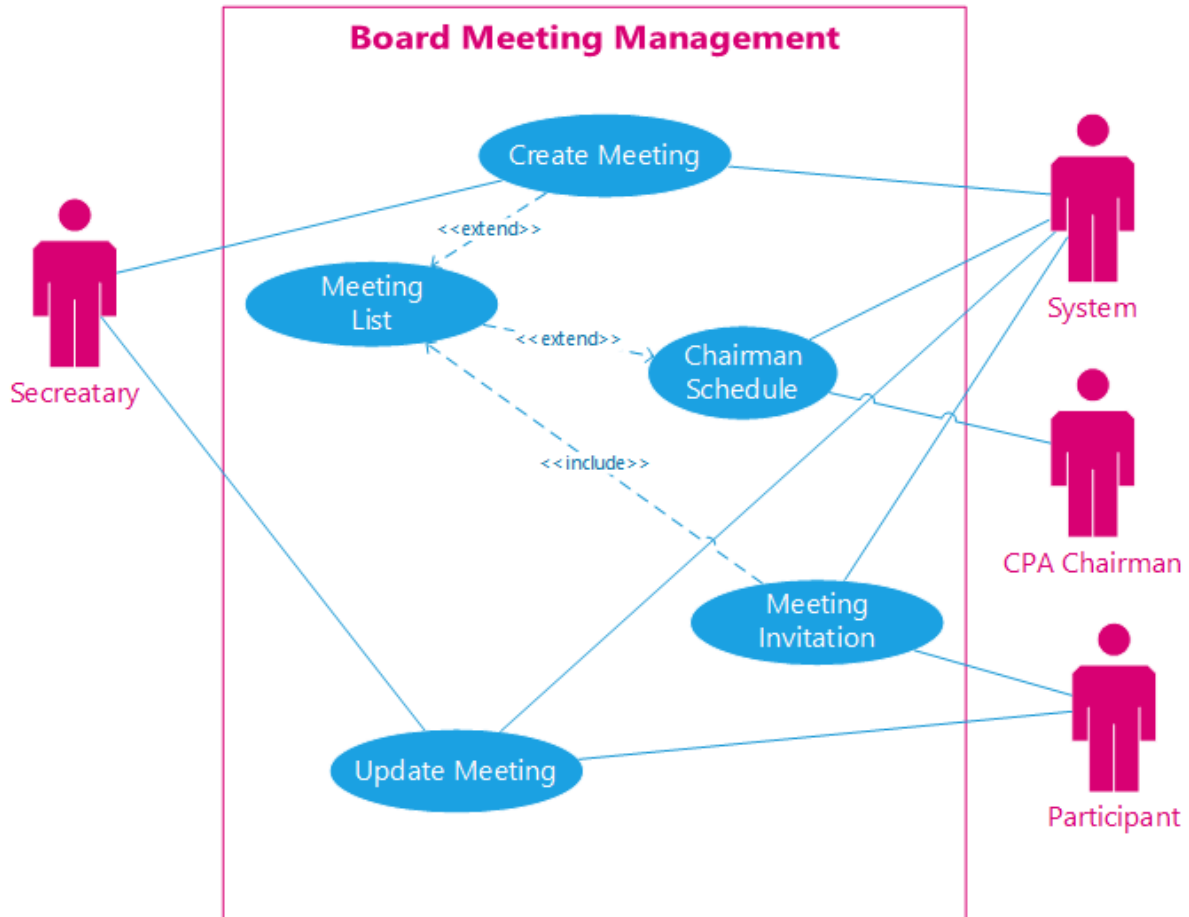 Board Meeting Management
Create Meeting
<<extend>>
Meeting
List
<<extend>>
Chairman
Schedule
System
Secreatary
<<include>>
CPA Chairman
Meeting
Invitation
Update Meeting
Participant